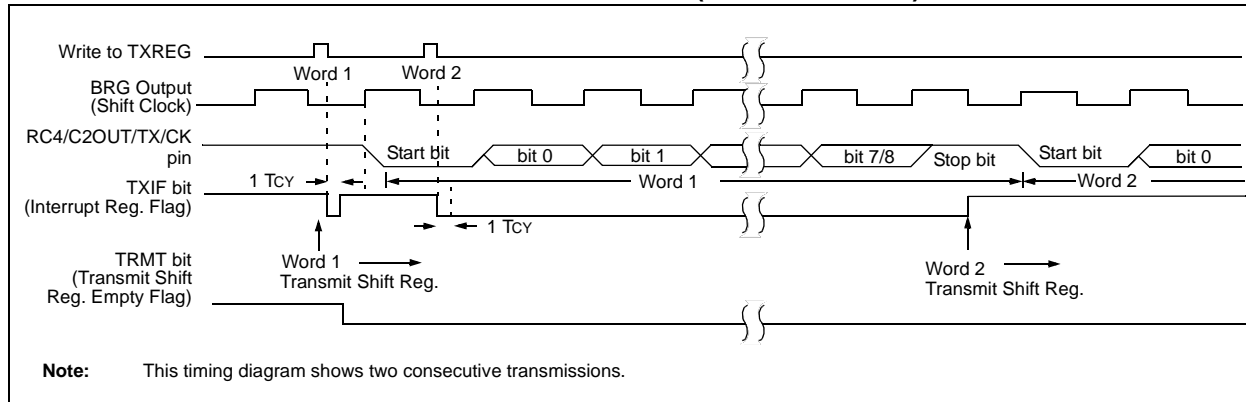 Write to TXREG
Word 1
Word 2
BRG Output
(Shift Clock)
RC4/C2OUT/TX/CK
pin
Start bit
bit 0
bit 1
bit 7/8
Stop bit
Start bit
bit 0
1 TCY
Word 1
Word 2
TXIF bit
(Interrupt Reg. Flag)
1 TCY
TRMT bit
(Transmit Shift
Reg. Empty Flag)
Word 1
Transmit Shift Reg.
Word 2
Transmit Shift Reg.
Note: This timing diagram shows two consecutive transmissions.